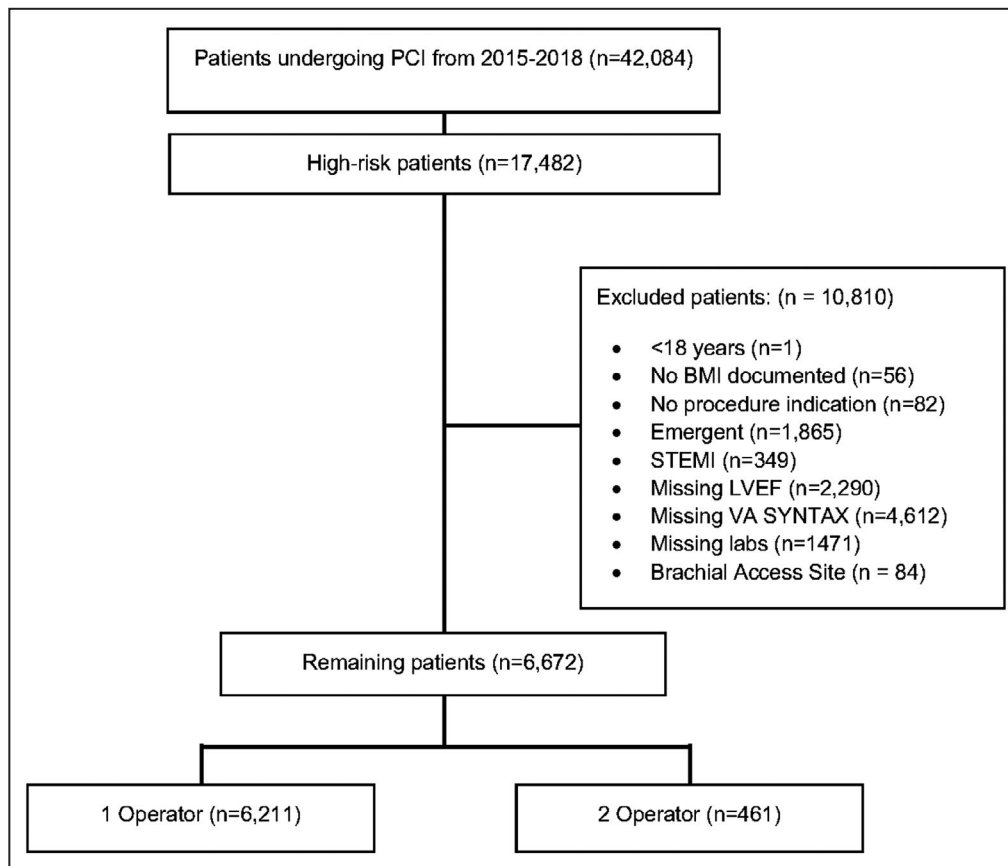 Patients undergoing PCI from 2015-2018 (n=42,084)
High-risk patients (n=17,482)
Excluded patients: (n = 10,810)
• <18 years (n=1)
• No BMI documented (n=56)
• No procedure indication (n=82)
• Emergent (n=1,865)
• STEMI (n=349)
• Missing LVEF (n=2,290)
• Missing VA SYNTAX (n=4,612)
• Missing labs (n=1471)
• Brachial Access Site (n = 84)
Remaining patients (n=6,672)
1 Operator (n=6,211)
2 Operator (n=461)